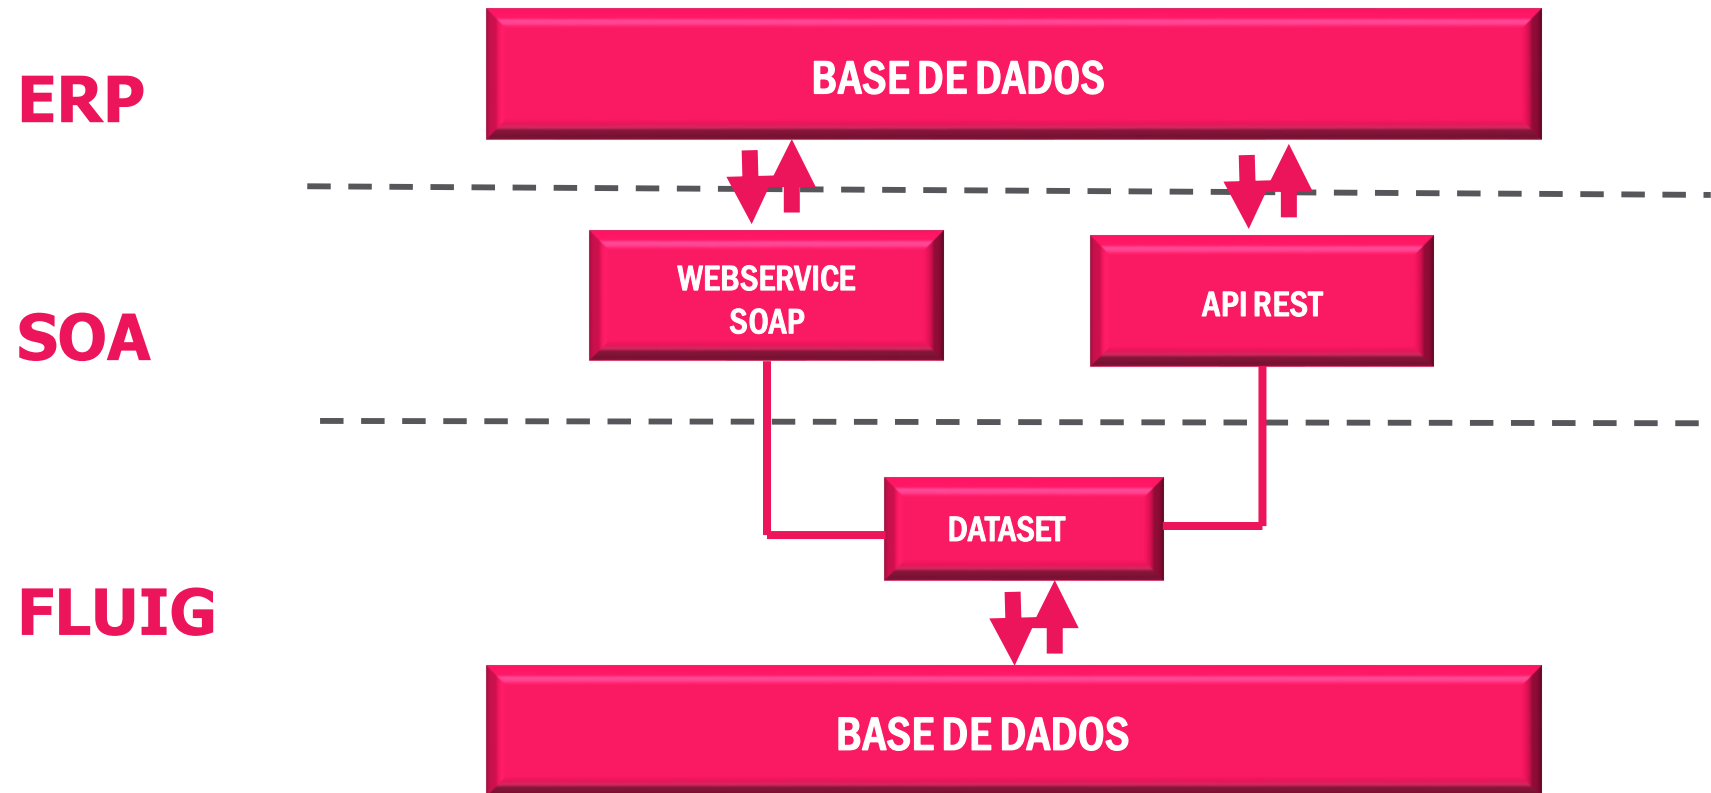 ERP
BASE DE DADOS
SOA
WEBSERVICE
SOAP
API REST
FLUIG
DATASET
BASE DE DADOS